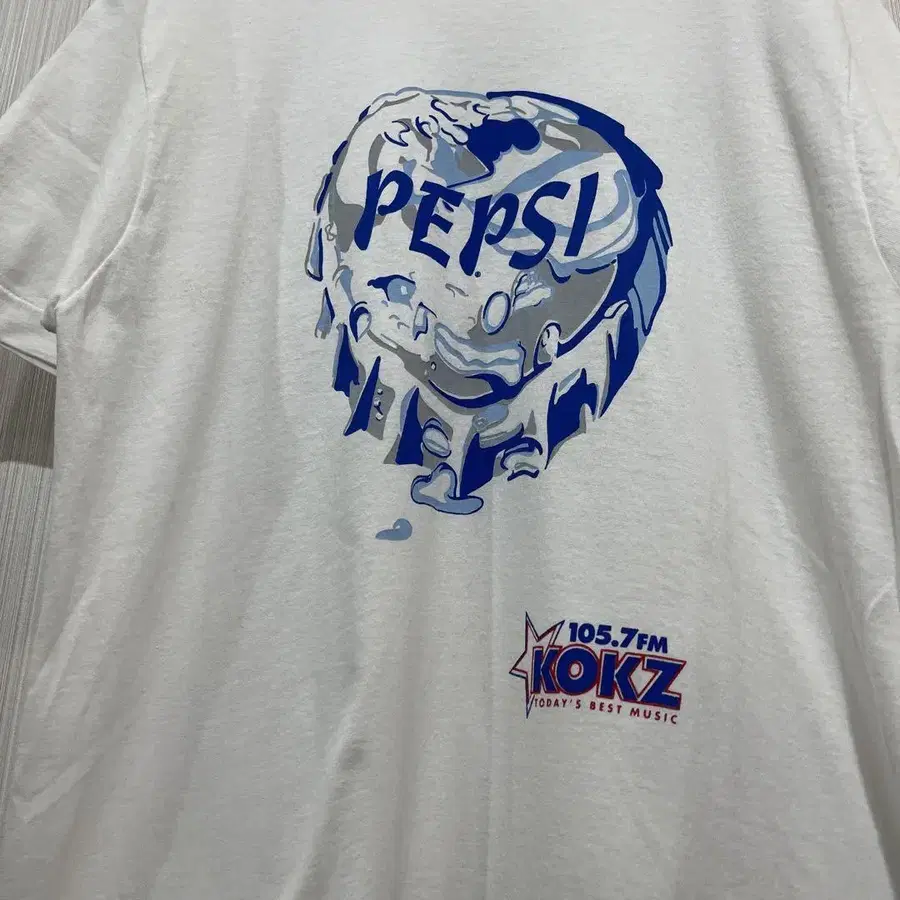 PEPSI
105.7FM
KOKZ
TODAY'S BEST MUSIC